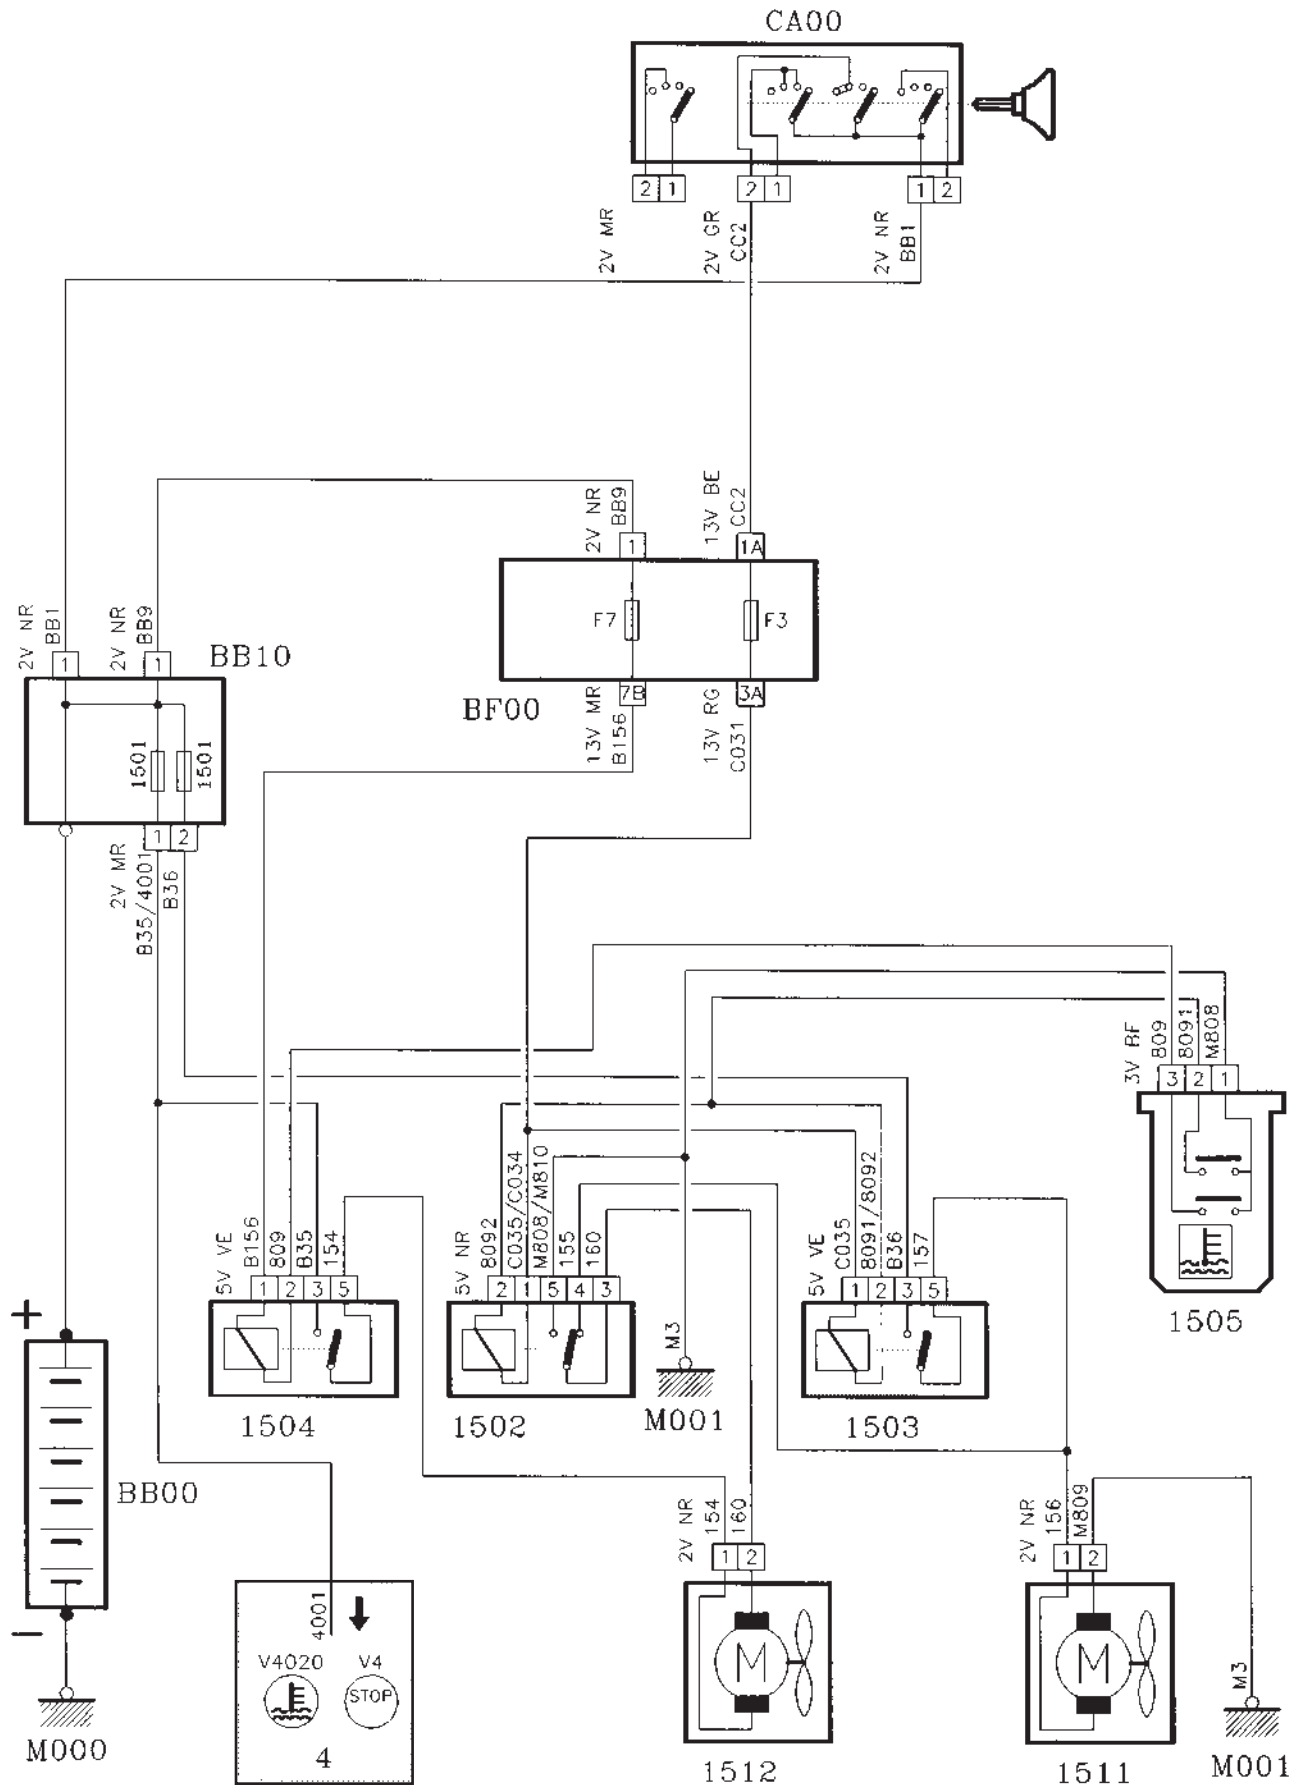 CA00
2 1
2 1
1 2
2V MR
2V GR
CC2
2V NR
BB1
2V NR
BB9
13V BE
CC2
1
1A
F7
F3
BF00
7B
3A
13V MR
B156
13V RG
C031
2V NR
BB1
2V NR
BB9
1
1
BB10
1501
1501
1 2
2V MR
B35/4001
B36
3V BF
809
8091
M808
3 2 1
1505
5V VE
B156
809
B35
154
1 2 3 5
1504
5V NR
8092
C035/C034
M808/M810
155
160
2 1 5 4 3
1502
M3
M001
5V VE
C035
8091/8092
B36
157
1 2 3 5
1503
+
BB00
−
M000
4001
V4020
V4
STOP
4
2V NR
154
160
1 2
M
1512
2V NR
156
M809
1 2
M
1511
M3
M001